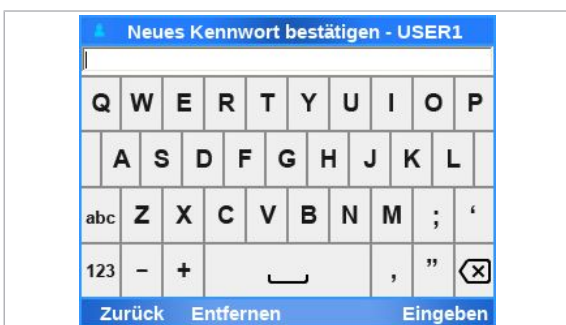 Neues Kennwort bestätigen - USER1
Q W E R T Y U I O P
A S D F G H J K L
abc Z X C V B N M ; ‘
123 - + , ”
Zurück Entfernen Eingeben